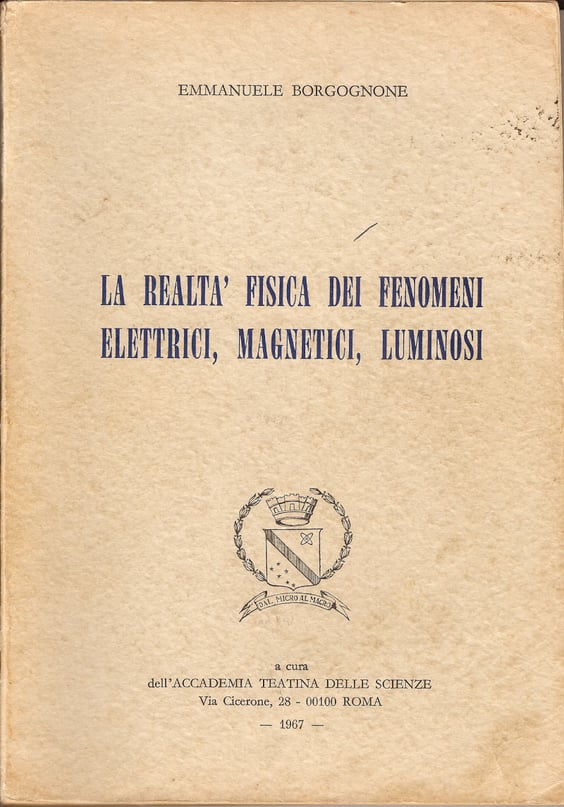 EMMANUELE BORGOGNONE
LA REALTA' FISICA DEI FENOMENI
ELETTRICI, MAGNETICI, LUMINOSI
DAL MICRO AL MACRO
a cura
dell'ACCADEMIA TEATINA DELLE SCIENZE
Via Cicerone, 28 - 00100 ROMA
— 1967 —